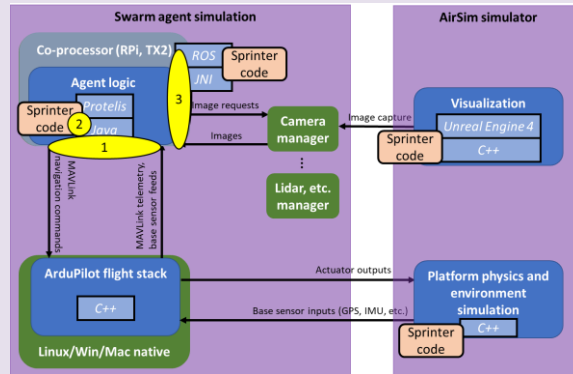 Swarm agent simulation
AirSim simulator
Co-processor (RPi, TX2)
ROS
JNI
Sprinter
code
Agent logic
Protelis
Java
Sprinter
code
2
3
1
Image requests
Images
Camera
manager
Image capture
Visualization
Unreal Engine 4
C++
Sprinter
code
Lidar, etc.
manager
MAVLink
navigation commands
MAVLink telemetry,
base sensor feeds
ArduPilot flight stack
C++
Linux/Win/Mac native
Actuator outputs
Base sensor inputs (GPS, IMU, etc.)
Platform physics and
environment
simulation
C++
Sprinter
code